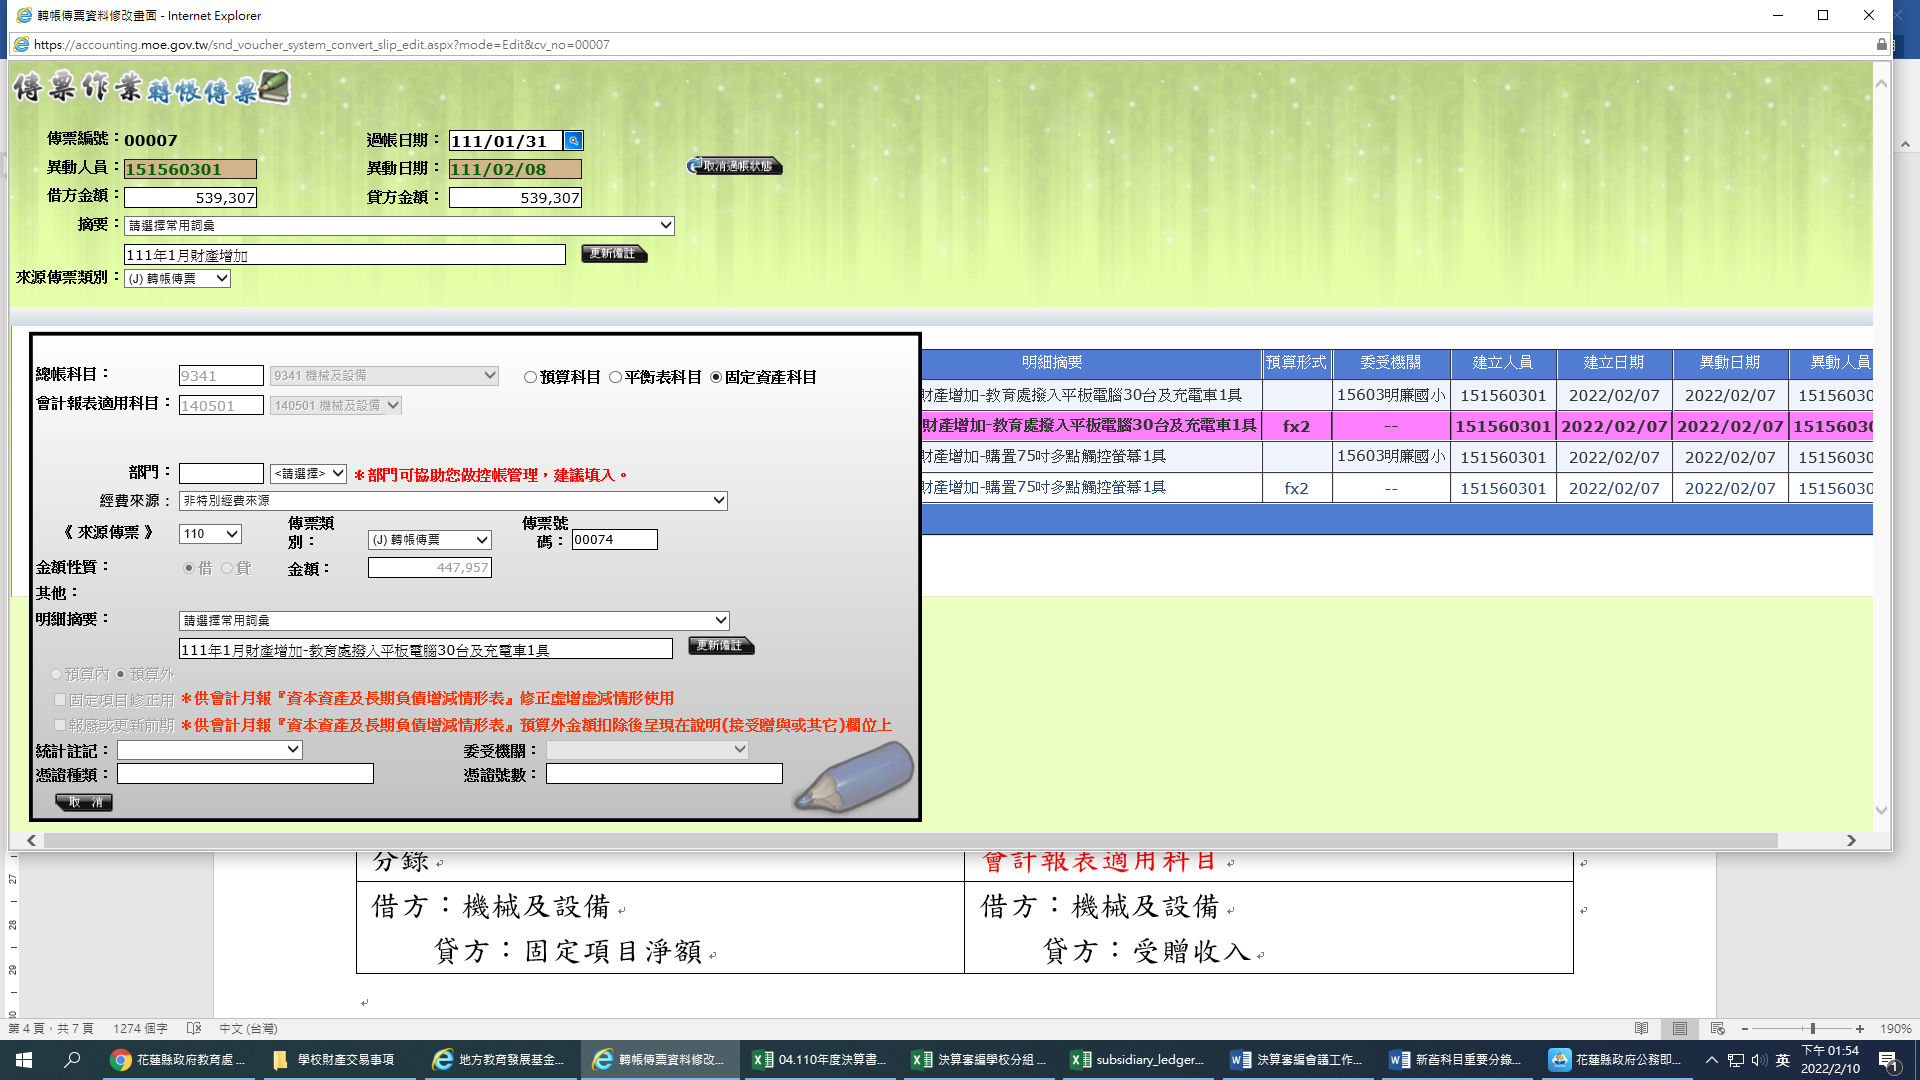 轉帳傳票資料修改畫面 - Internet Explorer
https://accounting.moe.gov.tw/snd_voucher_system_convert_slip_edit.aspx?mode=Edit&cv_no=00007
傳票作業 轉帳傳票
傳票編號：00007 過帳日期：111/01/31
異動人員：151560301 異動日期：111/02/08 取消過帳狀態
借方金額：539,307 貸方金額：539,307
摘要：請選擇常用詞彙
111年1月財產增加 更新備註
來源傳票類別：(J) 轉帳傳票
總帳科目：9341 9341 機械及設備 預算科目 平衡表科目 固定資產科目
會計報表適用科目：140501 140501 機械及設備
部門： <請選擇> ＊部門可協助您做控帳管理，建議填入。
經費來源：非特別經費來源
《 來源傳票 》 110 傳票類別：(J) 轉帳傳票 傳票號碼：00074
金額性質：借 貸 金額：447,957
其他：
明細摘要：請選擇常用詞彙
111年1月財產增加-教育處撥入平板電腦30台及充電車1具 更新備註
預算內 預算外
固定項目修正用 ＊供會計月報『資本資產及長期負債增減情形表』修正虛增虛減情形使用
報廢或更新前期 ＊供會計月報『資本資產及長期負債增減情形表』預算外金額扣除後呈現在說明(接受贈與或其它)欄位上
統計註記： 委受機關：
憑證種類： 憑證號數：
取 消
明細摘要 預算形式 委受機關 建立人員 建立日期 異動日期 異動人員
財產增加-教育處撥入平板電腦30台及充電車1具 15603明廉國小 151560301 2022/02/07 2022/02/07 15156030
財產增加-教育處撥入平板電腦30台及充電車1具 fx2 -- 151560301 2022/02/07 2022/02/07 15156030
財產增加-購置75吋多點觸控螢幕1具 15603明廉國小 151560301 2022/02/07 2022/02/07 15156030
財產增加-購置75吋多點觸控螢幕1具 fx2 -- 151560301 2022/02/07 2022/02/07 15156030
分錄 會計報表適用科目
借方：機械及設備 借方：機械及設備
貸方：固定項目淨額 貸方：受贈收入
27
28
29
第 4 頁，共 7 頁 1274 個字 中文 (台灣) 190%
花蓮縣政府教育處 ... 學校財產交易事項 地方教育發展基金... 轉帳傳票資料修改... 04.110年度決算書... 決算審編學校分組 ... subsidiary_ledger... 決算審編會議工作... 新舊科目重要分錄... 花蓮縣政府公務即... 英 下午 01:54
2022/2/10 1